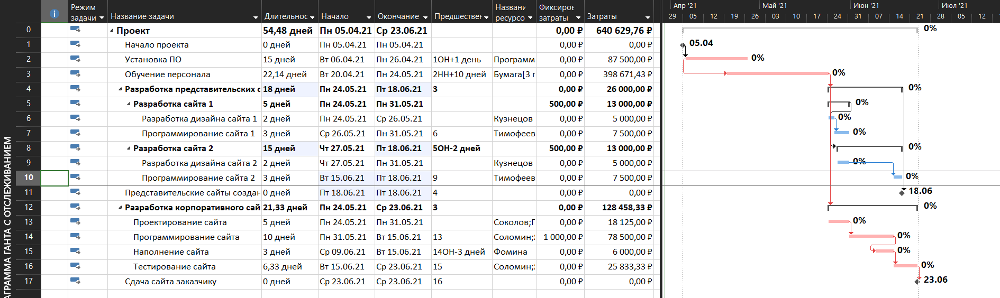 Режим задачи Название задачи Длительнос Начало Окончание Предшествен Названи ресурсо Фиксиров затраты Затраты
Апр '21 Май '21 Июн '21 Июл '21
29 05 12 19 26 03 10 17 24 31 07 14 21 28 05 12
0 Проект 54,48 дней Пн 05.04.21 Ср 23.06.21 0,00 ₽ 640 629,76 ₽ 0%
1 Начало проекта 0 дней Пн 05.04.21 Пн 05.04.21 0,00 ₽ 0,00 ₽ 05.04
2 Установка ПО 15 дней Вт 06.04.21 Пн 26.04.21 1ОН+1 день Програм­м 0,00 ₽ 87 500,00 ₽ 0%
3 Обучение персонала 22,14 дней Вт 20.04.21 Пн 24.05.21 2НН+10 дней Бумага[3 г 0,00 ₽ 398 671,43 ₽ 0%
4 Разработка представительских с 18 дней Пн 24.05.21 Пт 18.06.21 3 0,00 ₽ 26 000,00 ₽ 0%
5 Разработка сайта 1 5 дней Пн 24.05.21 Пн 31.05.21 500,00 ₽ 13 000,00 ₽ 0%
6 Разработка дизайна сайта 1 2 дней Пн 24.05.21 Ср 26.05.21 Кузнецов 0,00 ₽ 5 000,00 ₽ 0%
7 Программирование сайта 1 3 дней Ср 26.05.21 Пн 31.05.21 6 Тимофеев 0,00 ₽ 7 500,00 ₽ 0%
8 Разработка сайта 2 15 дней Чт 27.05.21 Пт 18.06.21 5ОН-2 дней 500,00 ₽ 13 000,00 ₽ 0%
9 Разработка дизайна сайта 2 2 дней Чт 27.05.21 Пн 31.05.21 Кузнецов 0,00 ₽ 5 000,00 ₽ 0%
10 Программирование сайта 2 3 дней Вт 15.06.21 Пт 18.06.21 9 Тимофеев 0,00 ₽ 7 500,00 ₽ 0%
11 Представительские сайты создан 0 дней Пт 18.06.21 Пт 18.06.21 4 0,00 ₽ 0,00 ₽ 18.06
12 Разработка корпоративного сай 21,33 дней Пн 24.05.21 Ср 23.06.21 3 0,00 ₽ 128 458,33 ₽ 0%
13 Проектирование сайта 5 дней Пн 24.05.21 Пн 31.05.21 Соколов;Г 0,00 ₽ 18 125,00 ₽ 0%
14 Программирование сайта 10 дней Пн 31.05.21 Вт 15.06.21 13 Соломин; 1 000,00 ₽ 78 500,00 ₽ 0%
15 Наполнение сайта 3 дней Ср 09.06.21 Вт 15.06.21 14ОН-3 дней Фомина 0,00 ₽ 6 000,00 ₽ 0%
16 Тестирование сайта 6,33 дней Вт 15.06.21 Ср 23.06.21 15 Соломин; 0,00 ₽ 25 833,33 ₽ 0%
17 Сдача сайта заказчику 0 дней Ср 23.06.21 Ср 23.06.21 16 0,00 ₽ 0,00 ₽ 23.06
АГРАММА ГАНТА С ОТСЛЕЖИВАНИЕМ